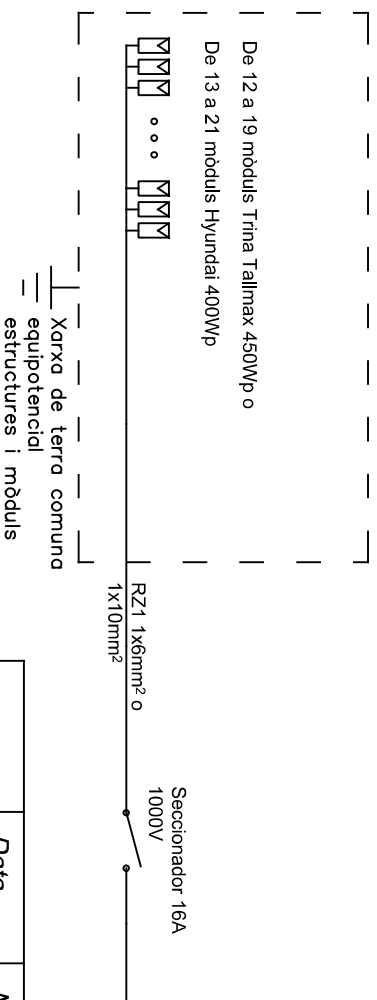 De 12 a 19 mòduls Trina Tallmax 450Wp o
De 13 a 21 mòduls Hyundai 400Wp
Xarxa de terra comuna
equipotencial
estructures i mòduls
RZ1 1x6mm² o
1x10mm²
Seccionador 16A
1000V
Data